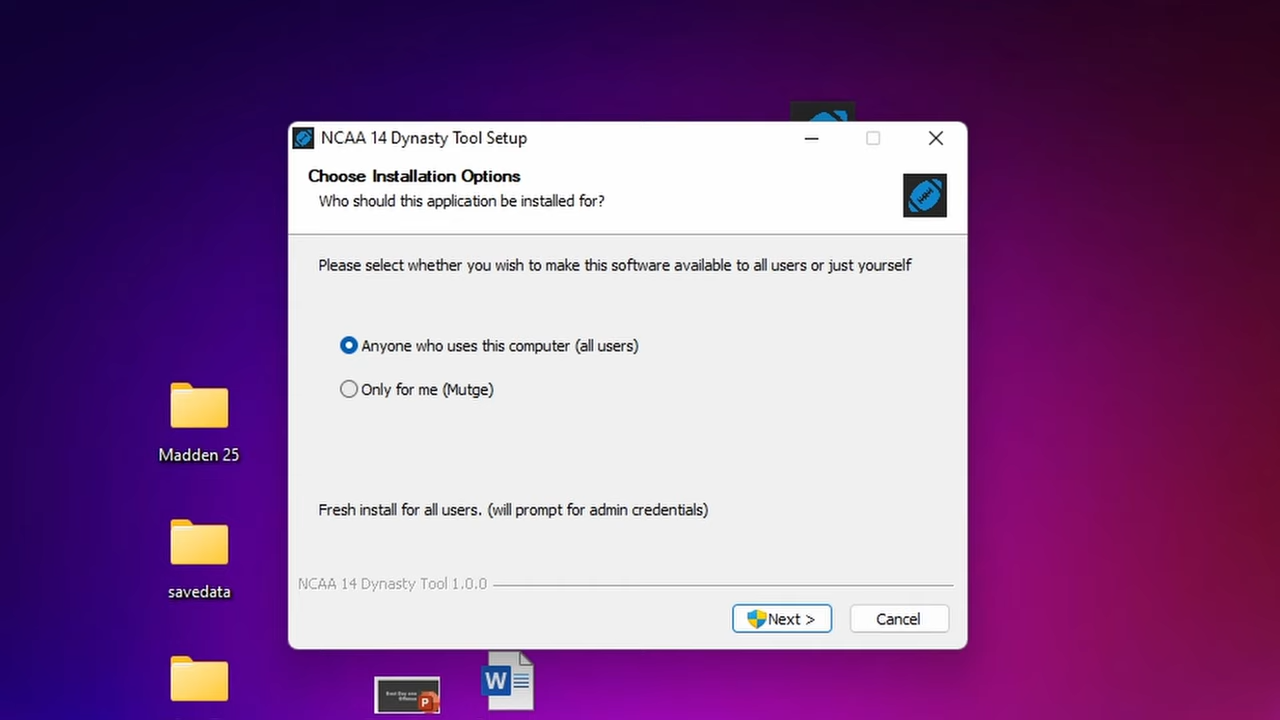 NCAA 14 Dynasty Tool Setup
Choose Installation Options
Who should this application be installed for?
Please select whether you wish to make this software available to all users or just yourself
Anyone who uses this computer (all users)
Only for me (Mutge)
Madden 25
Fresh install for all users. (will prompt for admin credentials)
NCAA 14 Dynasty Tool 1.0.0
savedata
Next >
Cancel
W
P